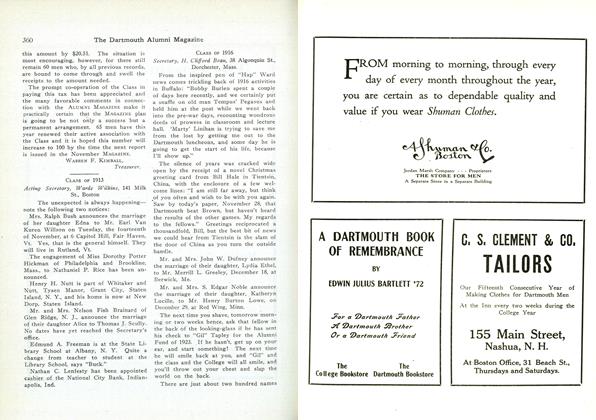 360
The Dartmouth Alumni Magazine
this amount by $20.31. The situation is
most encouraging, however, for there still
remain 60 men who, by all previous records,
are bound to come through and swell the
receipts to the amount needed.
The prompt co-operation of the Class in
paying this tax has been appreciated and
the many favorable comments in connec-
tion with the ALUMNI MAGAZINE make it
practically certain that the MAGAZINE plan
is going to be not only a success but a
permanent arrangement. 65 men have this
year renewed their active association with
the Class and it is hoped this number will
increase to 100 by the time the next report
is issued in the November MAGAZINE.
WARREN F. KIMBALL,
Treasurer.
CLASS OF 1913
Acting Secretary, Warde Wilkins, 141 Milk
St., Boston
The unexpected is always happening—
note the following two notices:
Mrs. Ralph Bush announces the marriage
of her daughter Edna to Mr. Earl Van
Kuren Willson on Tuesday, the fourteenth
of November, at 6 Capitol Hill, Fair Haven,
Vt. Yes, that is the general himself. They
will live in Rutland, Vt.
The engagement of Miss Dorothy Potter
Hickman of Philadelphia and Brookline,
Mass., to Nathaniel P. Rice has been an-
nounced.
Henry H. Nutt is part of Whitaker and
Nutt, Tysen Manor, Grant City, Staten
Island, N. Y., and his home is now at New
Dorp, Staten Island.
Mr. and Mrs. Nelson Fish Brainard of
Glen Ridge, N. J., announce the marriage
of their daughter Alice to Thomas J. Scully.
No dates have yet reached the Secretary's
office.
Edmund A. Freeman is at the State Li-
brary School at Albany, N. Y. Quite a
change from teacher to student at the
Library School, says "Buck."
Nathan C. Lenfesty has been appointed
cashier of the National City Bank, Indian-
apolis, Ind.
CLASS OF 1916
Secretary, H. Clifford Bean, 38 Algonquin St.,
Dorchester, Mass.
From the inspired pen of "Hap" Ward
news comes trickling back of 1916 activities
in Buffalo: "Bobby Burlen spent a couple
of days here recently, and we certainly put
a snaffle on old man Tempus' Pegasus and
held him at the post while we went back
into the pre-war days, recounting wondrous
deeds of prowess in classroom and lecture
hall. 'Marty' Linihan is trying to save me
from the lost by getting me out to the
Dartmouth luncheons, and some day he is
going to get the start of his life, because
I'll show up."
The silence of years was cracked wide
open by the receipt of a novel Christmas
greeting card from Bill Hale in Tientsin,
China, with the enclosure of a few wel-
come lines: "I am still far away, but think
of you often and wish to be with you again.
Saw by today's paper, November 28, that
Dartmouth beat Brown, but haven't heard
the results of the other games. My regards
to the fellows." Greetings reciprocated a
thousandfold, Bill, but the best bit of news
we could hear from Tientsin is the slam of
the door of China as you turn the outside
handle.
Mr. and Mrs. John W. Dufney announce
the marriage of their daughter, Lydia Ethel,
to Mr. Merrill L. Greeley, December 16, at
Berwick, Me.
Mr. and Mrs. S. Edgar Noble announce
the marriage of their daughter, Katheryn
Lucille, to Mr. Henry Burton Lowe, on
December 25 at Red Wing, Minn.
The next time you shave, tomorrow morn-
ing or two weeks hence, ask that fellow in
the back of the looking-glass if he has sent
his check to "Gil" Tapley for the Alumni
Fund of 1923. If he hasn't, get up on your
ear, and start something! The next time
he will smile back at you, and "Gil" and
the class and the College will all smile, and
you'll throw out your chest and slap the
world on the back.
There are just about two hundred names
FROM morning to morning, through every
day of every month throughout the year,
you are certain as to dependable quality and
value if you wear Shuman Clothes.
A Shuman & Co.
Boston
Jordan Marsh Company - - Proprietors
THE STORE FOR MEN
A Separate Store in a Separate Building
A DARTMOUTH BOOK
OF REMEMBRANCE
BY
EDWIN JULIUS BARTLETT '72
For a Dartmouth Father
A Dartmouth Brother
Or a Dartmouth Friend
The
College Bookstore
The
Dartmouth Bookstore
C. S. CLEMENT & CO.
TAILORS
Our Fifteenth Consecutive Year of
Making Clothes for Dartmouth Men
At the Inn every two weeks during the
College Year
155 Main Street,
Nashua, N. H.
At Boston Office, 31 Beach St.,
Thursdays and Saturdays.